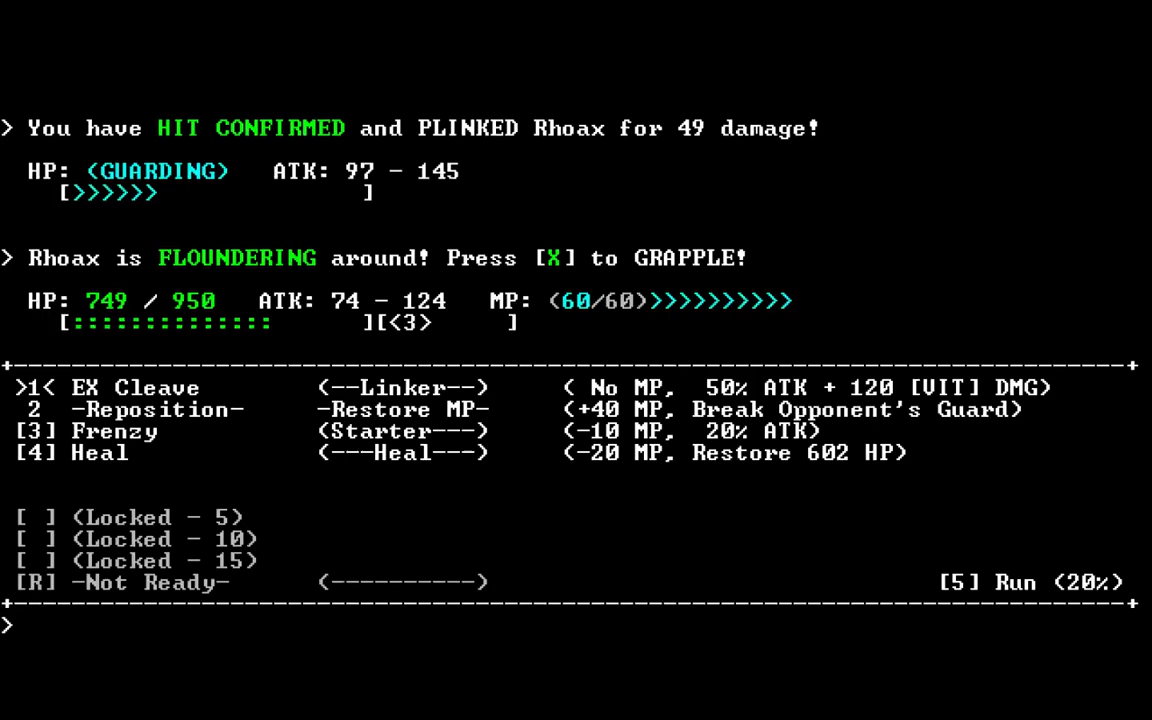 > You have HIT CONFIRMED and PLINKED Rhoax for 49 damage!
HP: (GUARDING)   ATK: 97 - 145
[>>>>>>               ]
> Rhoax is FLOUNDERING around! Press [X] to GRAPPLE!
HP: 749 / 950   ATK: 74 - 124   MP: (60/60)>>>>>>>>>>
[::::::::::::::      ][<3>     ]
+-----------------------------------------------------------------------------+
>1< EX Cleave        (--Linker--)     ( No MP,  50% ATK + 120 [VIT] DMG)
2  -Reposition-     -Restore MP-     (+40 MP, Break Opponent's Guard)
[3] Frenzy           (Starter---)     (-10 MP,  20% ATK)
[4] Heal             (---Heal---)     (-20 MP, Restore 602 HP)
[ ] (Locked - 5)
[ ] (Locked - 10)
[ ] (Locked - 15)
[R] -Not Ready-      (----------)                               [5] Run (20%)
+-----------------------------------------------------------------------------+
>